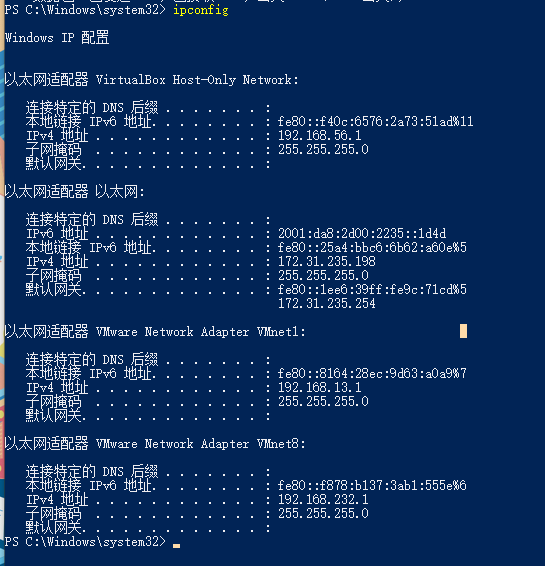 PS C:\Windows\system32> ipconfig
Windows IP 配置
以太网适配器 VirtualBox Host-Only Network:
连接特定的 DNS 后缀 . . . . . . . :
本地链接 IPv6 地址. . . . . . . . : fe80::f40c:6576:2a73:51ad%11
IPv4 地址 . . . . . . . . . . . . : 192.168.56.1
子网掩码 . . . . . . . . . . . . : 255.255.255.0
默认网关. . . . . . . . . . . . . :
以太网适配器 以太网:
连接特定的 DNS 后缀 . . . . . . . :
IPv6 地址 . . . . . . . . . . . . : 2001:da8:2d00:2235::1d4d
本地链接 IPv6 地址. . . . . . . . : fe80::25a4:bbc6:6b62:a60e%5
IPv4 地址 . . . . . . . . . . . . : 172.31.235.198
子网掩码 . . . . . . . . . . . . : 255.255.255.0
默认网关. . . . . . . . . . . . . : fe80::1ee6:39ff:fe9c:71cd%5
172.31.235.254
以太网适配器 VMware Network Adapter VMnet1:
连接特定的 DNS 后缀 . . . . . . . :
本地链接 IPv6 地址. . . . . . . . : fe80::8164:28ec:9d63:a0a9%7
IPv4 地址 . . . . . . . . . . . . : 192.168.13.1
子网掩码 . . . . . . . . . . . . : 255.255.255.0
默认网关. . . . . . . . . . . . . :
以太网适配器 VMware Network Adapter VMnet8:
连接特定的 DNS 后缀 . . . . . . . :
本地链接 IPv6 地址. . . . . . . . : fe80::f878:b137:3ab1:555e%6
IPv4 地址 . . . . . . . . . . . . : 192.168.232.1
子网掩码 . . . . . . . . . . . . : 255.255.255.0
默认网关. . . . . . . . . . . . . :
PS C:\Windows\system32>